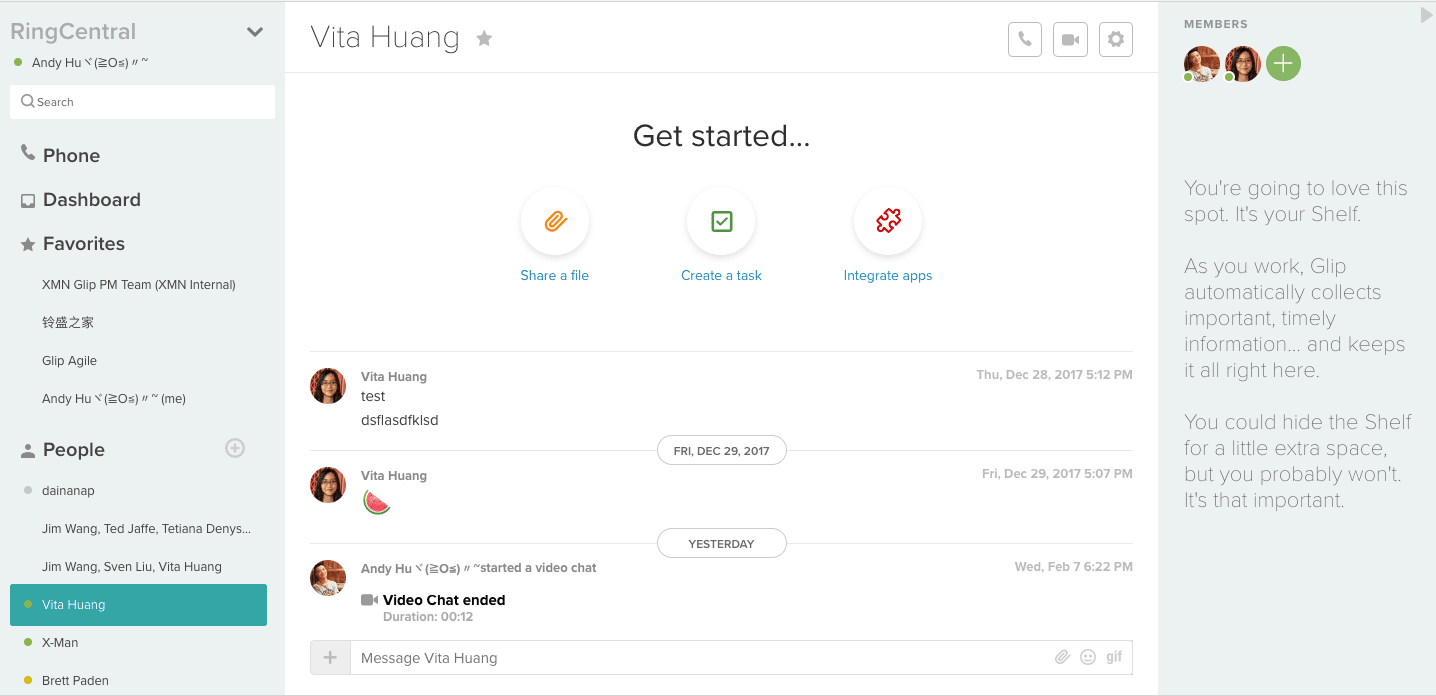 RingCentral
Andy Huヾ(≧O≦)〃~
Search
Phone
Dashboard
Favorites
XMN Glip PM Team (XMN Internal)
铃盛之家
Glip Agile
Andy Huヾ(≧O≦)〃~ (me)
People
dainanap
Jim Wang, Ted Jaffe, Tetiana Denys...
Jim Wang, Sven Liu, Vita Huang
Vita Huang
X-Man
Brett Paden
Vita Huang
Get started...
Share a file
Create a task
Integrate apps
Vita Huang
Thu, Dec 28, 2017 5:12 PM
test
dsflasdfklsd
FRI, DEC 29, 2017
Vita Huang
Fri, Dec 29, 2017 5:07 PM
YESTERDAY
Andy Huヾ(≧O≦)〃~started a video chat
Wed, Feb 7 6:22 PM
Video Chat ended
Duration: 00:12
Message Vita Huang
gif
MEMBERS
You're going to love this
spot. It's your Shelf.
As you work, Glip
automatically collects
important, timely
information... and keeps
it all right here.
You could hide the Shelf
for a little extra space,
but you probably won't.
It's that important.